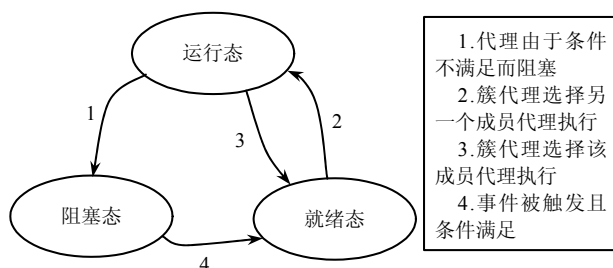 运行态
1
3
2
阻塞态
就绪态
4
1.代理由于条件
不满足而阻塞
2.簇代理选择另
一个成员代理执行
3.簇代理选择该
成员代理执行
4.事件被触发且
条件满足